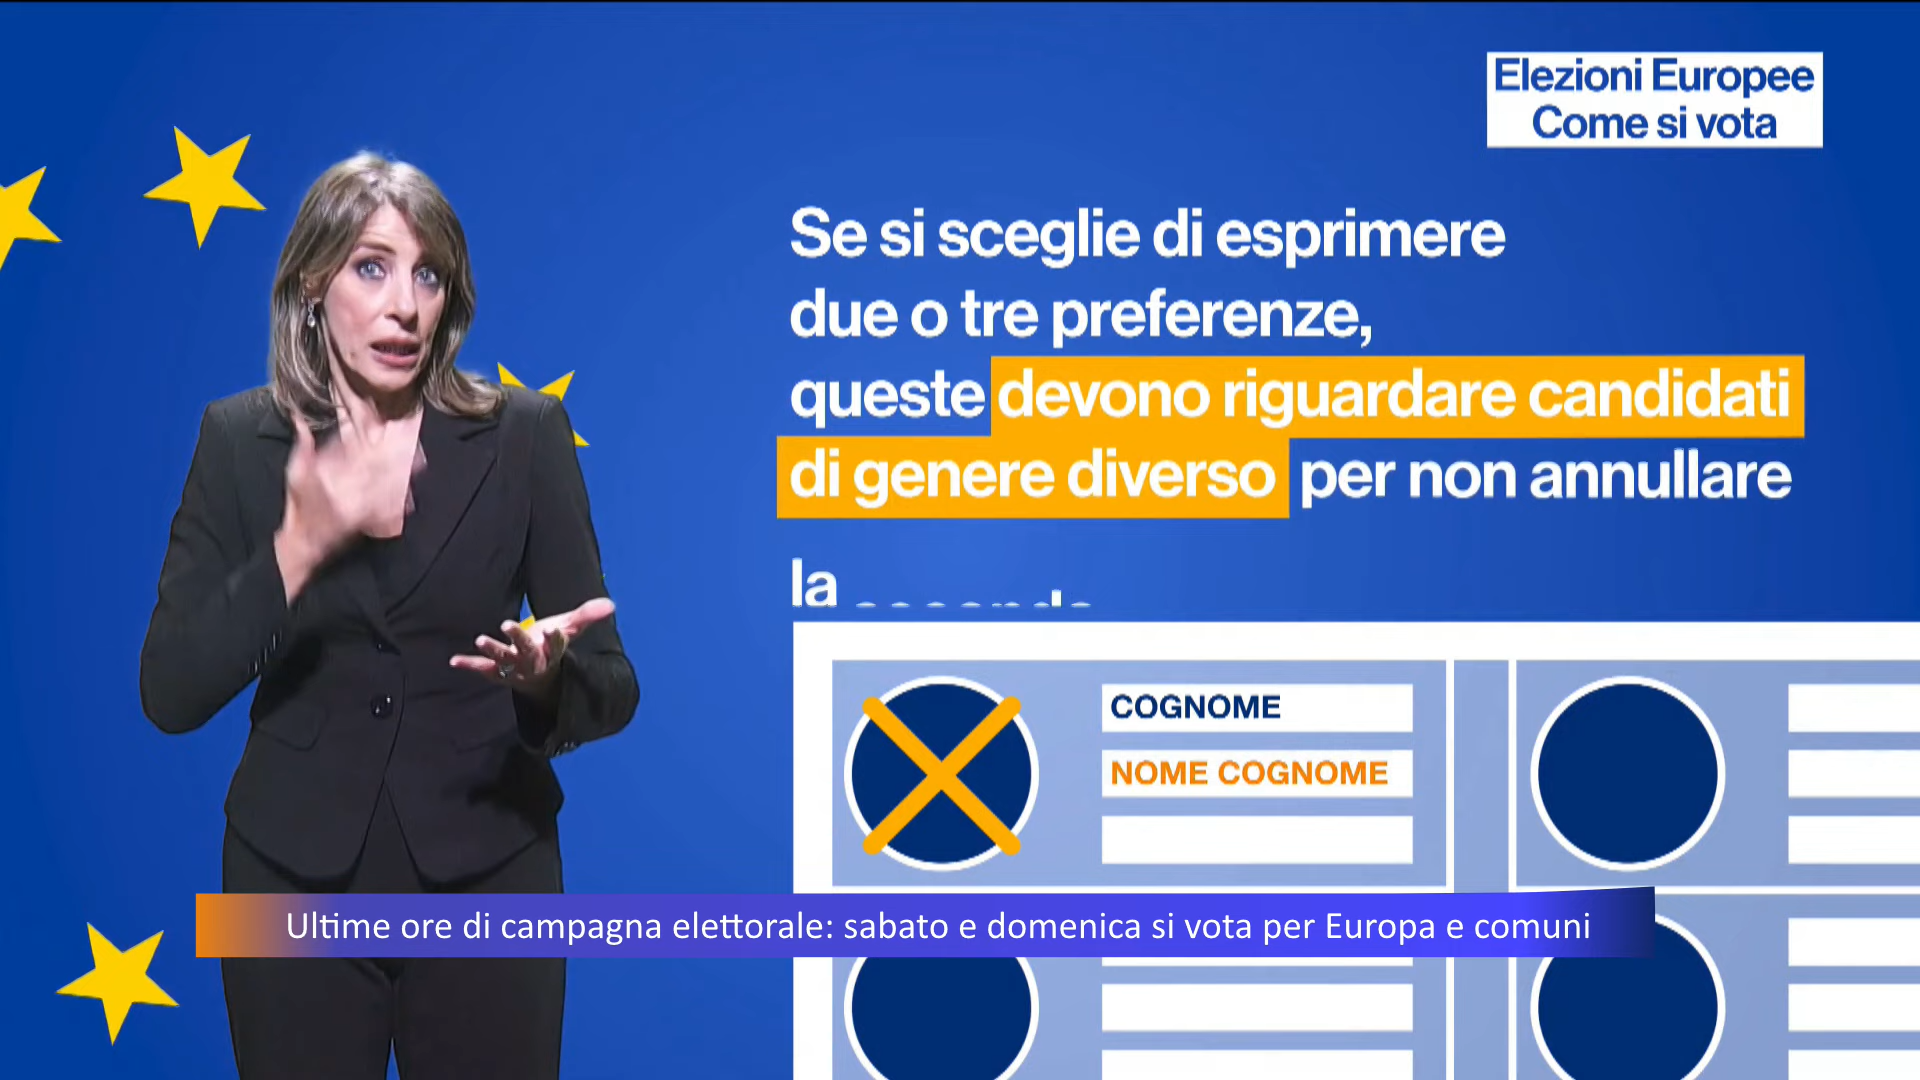 Elezioni Europee
Come si vota
Se si sceglie di esprimere
due o tre preferenze,
queste devono riguardare candidati
di genere diverso per non annullare
la
COGNOME
NOME COGNOME
Ultime ore di campagna elettorale: sabato e domenica si vota per Europa e comuni